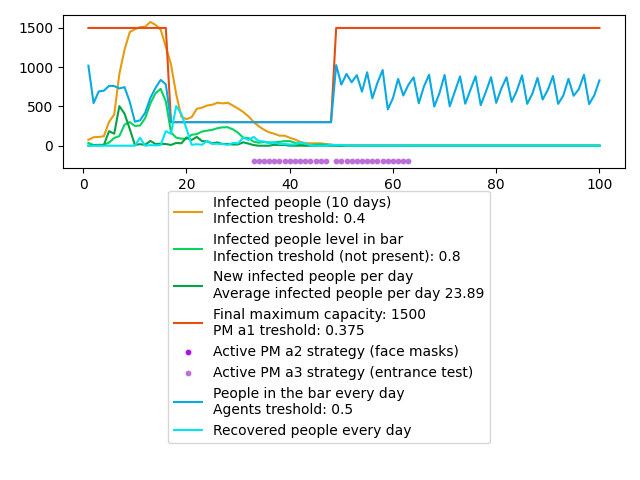 1500
1000
500
0
0
20
40
60
80
100
Infected people (10 days)
Infection treshold: 0.4
Infected people level in bar
Infection treshold (not present): 0.8
New infected people per day
Average infected people per day 23.89
Final maximum capacity: 1500
PM a1 treshold: 0.375
Active PM a2 strategy (face masks)
Active PM a3 strategy (entrance test)
People in the bar every day
Agents treshold: 0.5
Recovered people every day